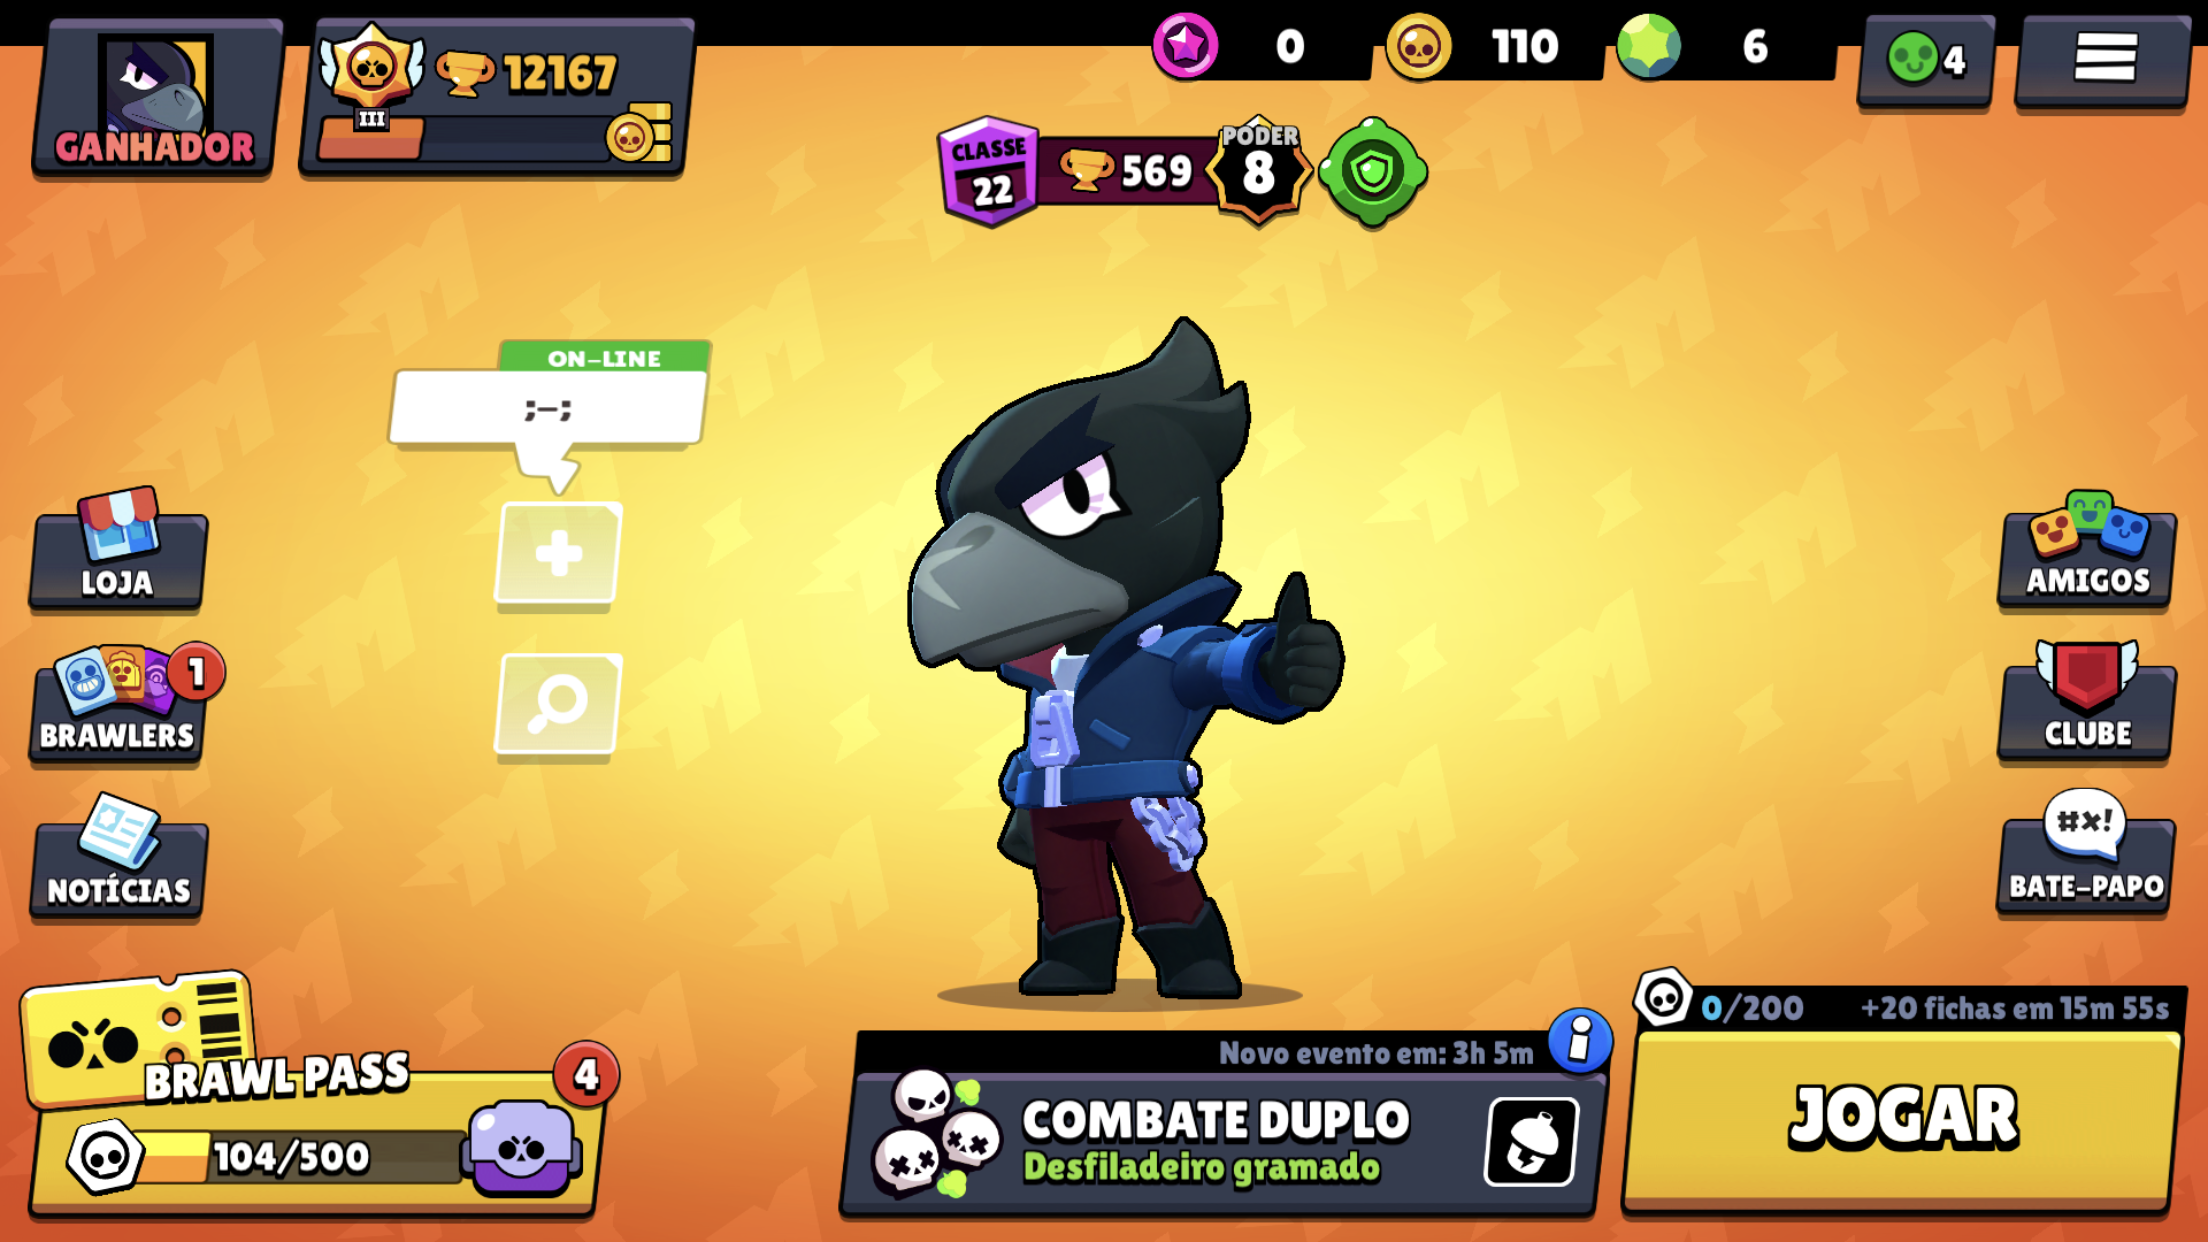 GANHADOR
III
12167
0
110
6
4
CLASSE
22
569
PODER
8
ON-LINE
;-;
LOJA
1
BRAWLERS
NOTÍCIAS
AMIGOS
CLUBE
#x!
BATE-PAPO
BRAWL PASS
4
104/500
Novo evento em: 3h 5m
i
COMBATE DUPLO
Desfiladeiro gramado
0/200
+20 fichas em 15m 55s
JOGAR